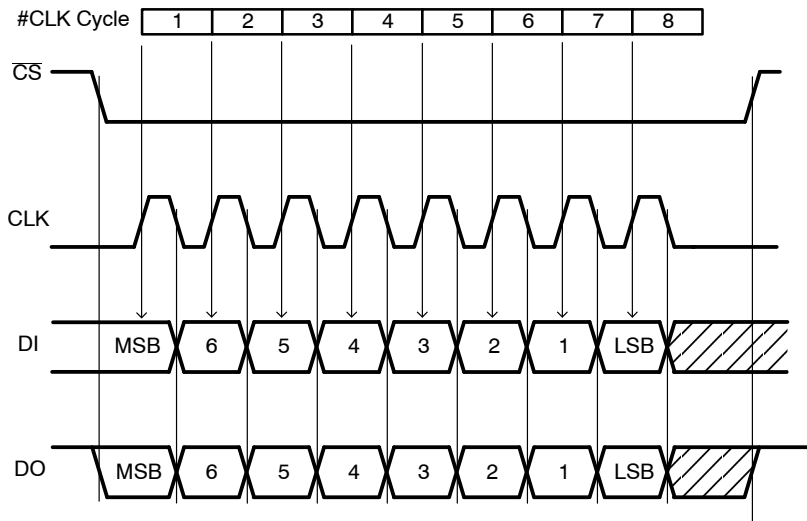 #CLK Cycle 1 2 3 4 5 6 7 8
CS
CLK
DI MSB 6 5 4 3 2 1 LSB
DO MSB 6 5 4 3 2 1 LSB